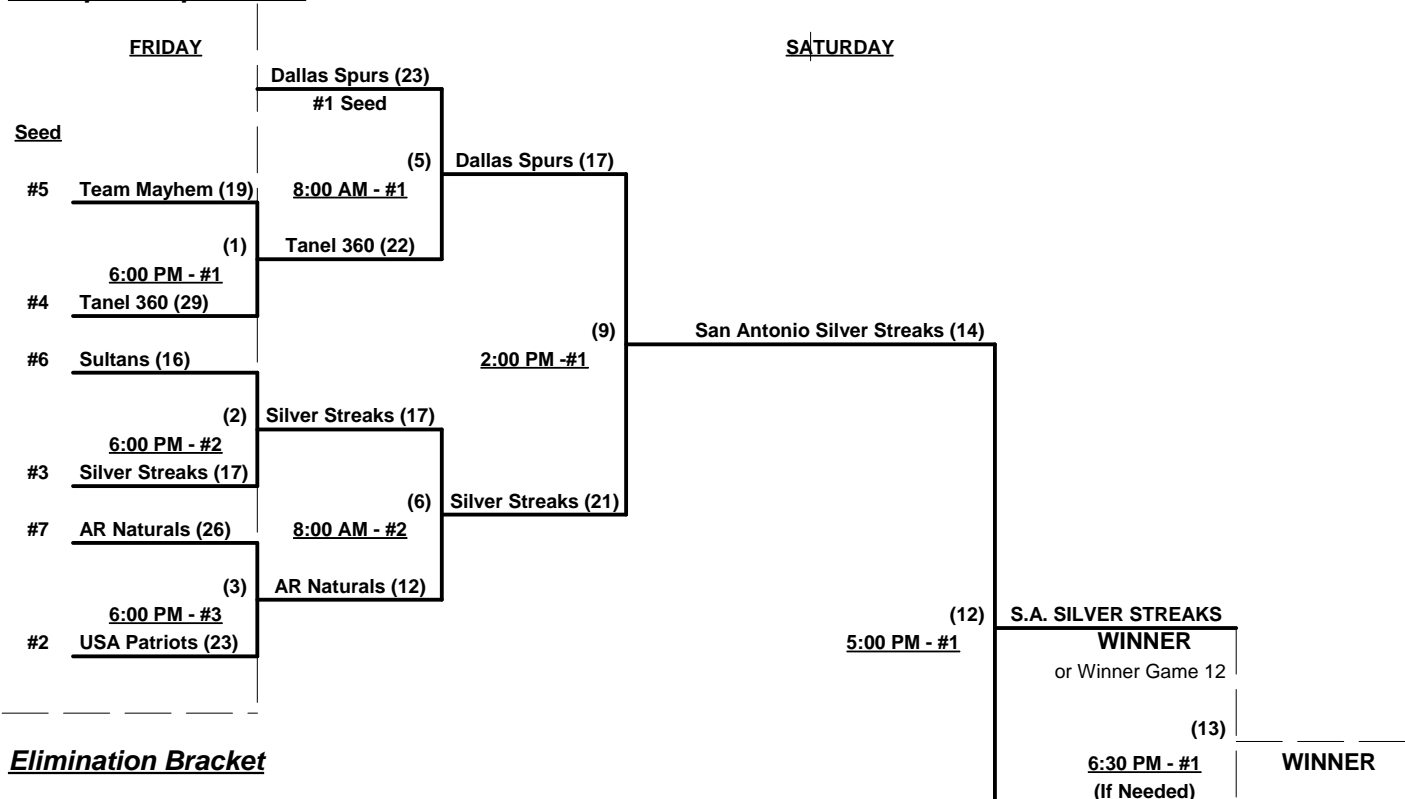 FRIDAY
SATURDAY
Dallas Spurs (23)
#1 Seed
Seed
(5)
Dallas Spurs (17)
#5
Team Mayhem (19)
8:00 AM - #1
(1)
Tanel 360 (22)
6:00 PM - #1
#4
Tanel 360 (29)
(9)
San Antonio Silver Streaks (14)
#6
Sultans (16)
2:00 PM -#1
(2)
Silver Streaks (17)
6:00 PM - #2
#3
Silver Streaks (17)
(6)
Silver Streaks (21)
#7
AR Naturals (26)
8:00 AM - #2
(3)
AR Naturals (12)
6:00 PM - #3
(12)
S.A. SILVER STREAKS
#2
USA Patriots (23)
5:00 PM - #1
WINNER
or Winner Game 12
(13)
Elimination Bracket
6:30 PM - #1
WINNER
(If Needed)